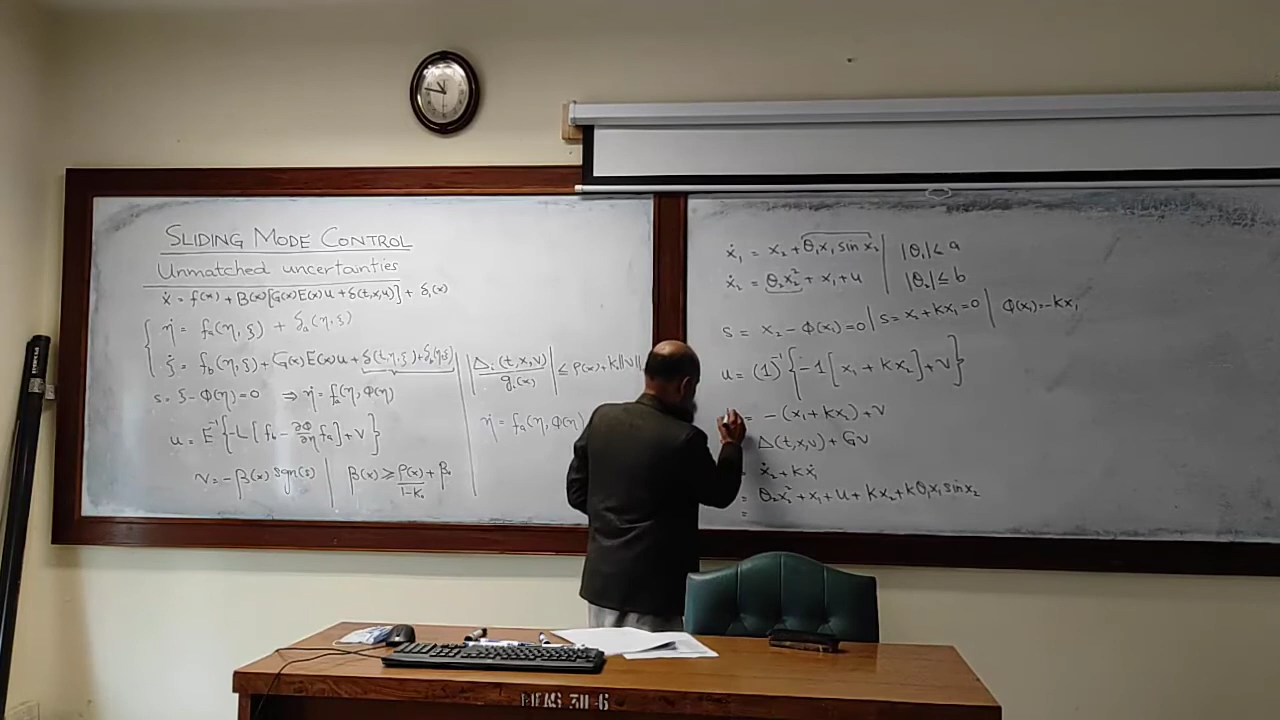 SLIDING MODE CONTROL
Unmatched uncertainties
ẋ = f(x) + B(x)[G(x)E(x)u + δ(t,x,u)] + δ₁(x)
η̇ = fₐ(η,ξ) + δₐ(η,ξ)
ξ̇ = f_b(η,ξ) + G(x)E(x)u + δ(t,η,ξ) + δ_b(η,ξ)
|Δᵢ(t,x,v)/gᵢ(x)| ≤ ρ(x) + k‖v‖
s = ξ - Φ(η) = 0 ⇒ η̇ = fₐ(η,Φ(η))
η̇ = fₐ(η,Φ(η)
u = E⁻¹{-L[f_b - ∂Φ/∂η fₐ] + v}
v = -β(x) sgn(s) | β(x) ≥ ρ(x)/(1-k₀) + β₀
ẋ₁ = x₂ + θ₁x₁ sin x₂ | |θ₁| ≤ a
ẋ₂ = θ₂x₂² + x₁ + u | |θ₂| ≤ b
s = x₂ - Φ(x₁) = 0 | s = x₂ + kx₁ = 0 | Φ(x₁) = -kx₁
u = (1)⁻¹{-1[x₁ + kx₂] + v}
= -(x₁ + kx₂) + v
Δ(t,x,v) + Gv
= ẋ₂ + kẋ₁
= θ₂x₂² + x₁ + u + kx₂ + kθ₁x₁ sin x₂
=